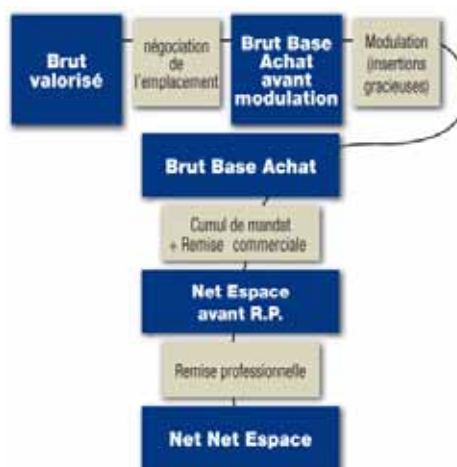 Brut
valorisé
négociation
de
l'emplacement
Brut Base
Achat
avant
modulation
Modulation
(insertions
gracieuses)
Brut Base Achat
Cumul de mandat
+ Remise commerciale
Net Espace
avant R.P.
Remise professionnelle
Net Net Espace